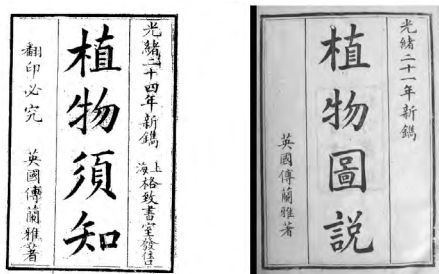 光緒二十四年新鐫
上海格致書室發售
植物須知
翻印必究
英國傅蘭雅著
光緒二十一年新鐫
植物圖說
英國傅蘭雅著